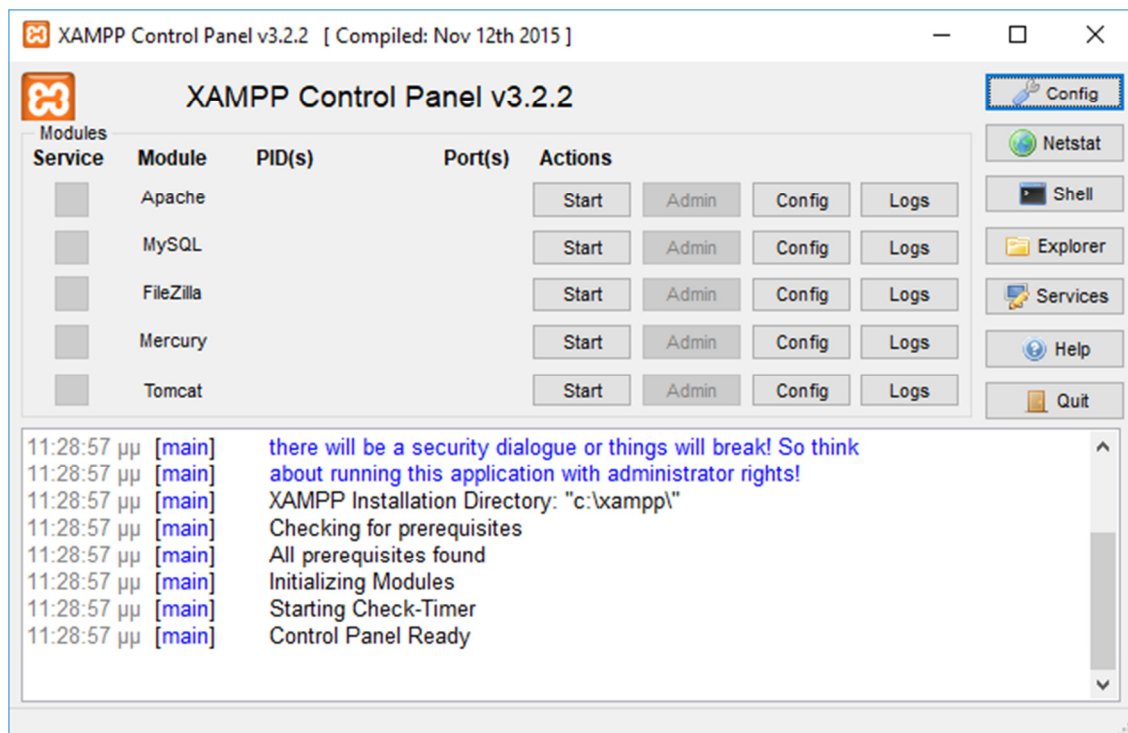 XAMPP Control Panel v3.2.2 [ Compiled: Nov 12th 2015 ]
XAMPP Control Panel v3.2.2
Config
Modules
Netstat
Service Module PID(s) Port(s) Actions
Apache Start Admin Config Logs
Shell
MySQL Start Admin Config Logs
Explorer
FileZilla Start Admin Config Logs
Services
Mercury Start Admin Config Logs
Help
Tomcat Start Admin Config Logs
Quit
11:28:57 μμ [main] there will be a security dialogue or things will break! So think
11:28:57 μμ [main] about running this application with administrator rights!
11:28:57 μμ [main] XAMPP Installation Directory: "c:\xampp\"
11:28:57 μμ [main] Checking for prerequisites
11:28:57 μμ [main] All prerequisites found
11:28:57 μμ [main] Initializing Modules
11:28:57 μμ [main] Starting Check-Timer
11:28:57 μμ [main] Control Panel Ready